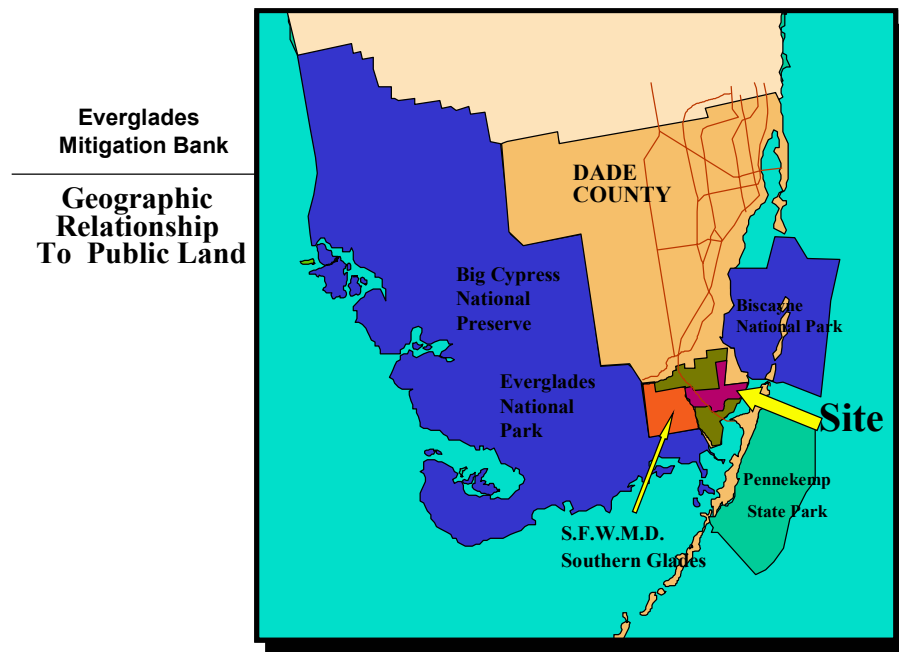 Everglades
Mitigation Bank
Geographic
Relationship
To Public Land
DADE
COUNTY
Big Cypress
National
Preserve
Biscayne
National Park
Everglades
National
Park
Site
Pennekemp
State Park
S.F.W.M.D.
Southern Glades